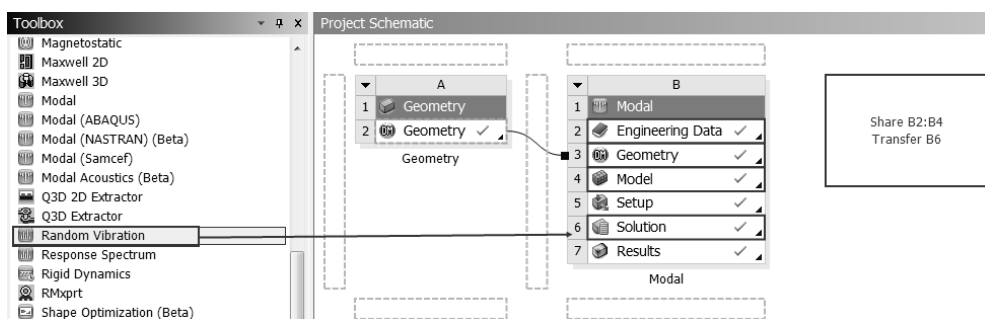 Toolbox
Magnetostatic
Maxwell 2D
Maxwell 3D
Modal
Modal (ABAQUS)
Modal (NASTRAN) (Beta)
Modal (Samcef)
Modal Acoustics (Beta)
Q3D 2D Extractor
Q3D Extractor
Random Vibration
Response Spectrum
Rigid Dynamics
RMxprt
Shape Optimization (Beta)
Project Schematic
A
1 Geometry
2 Geometry
Geometry
B
1 Modal
2 Engineering Data
3 Geometry
4 Model
5 Setup
6 Solution
7 Results
Modal
Share B2:B4
Transfer B6